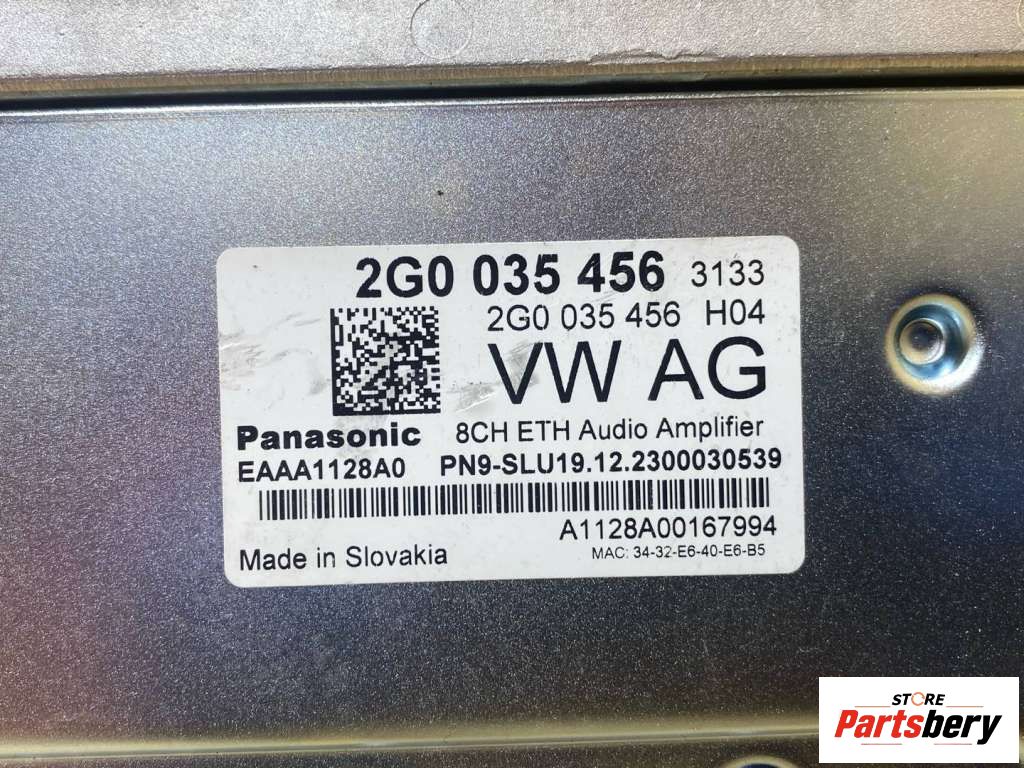 2G0 035 456 3133
2G0 035 456 H04
VW AG
Panasonic 8CH ETH Audio Amplifier
EAAA1128A0 PN9-SLU19.12.2300030539
A1128A00167994
Made in Slovakia MAC: 34-32-E6-40-E6-B5
STORE
Partsbery